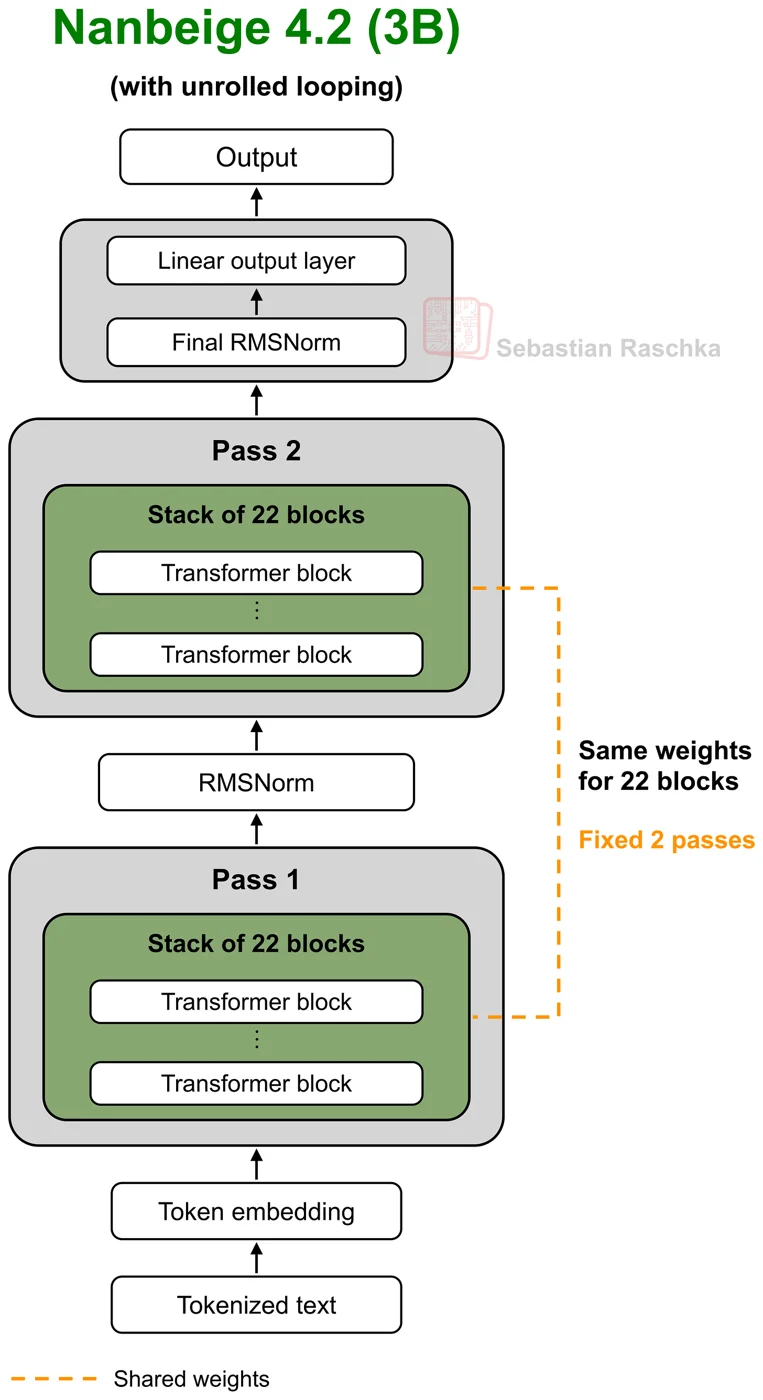 Nanbeige 4.2 (3B)
(with unrolled looping)
Output
Linear output layer
Final RMSNorm
Sebastian Raschka
Pass 2
Stack of 22 blocks
Transformer block
⋮
Transformer block
RMSNorm
Same weights
for 22 blocks
Fixed 2 passes
Pass 1
Stack of 22 blocks
Transformer block
⋮
Transformer block
Token embedding
Tokenized text
Shared weights